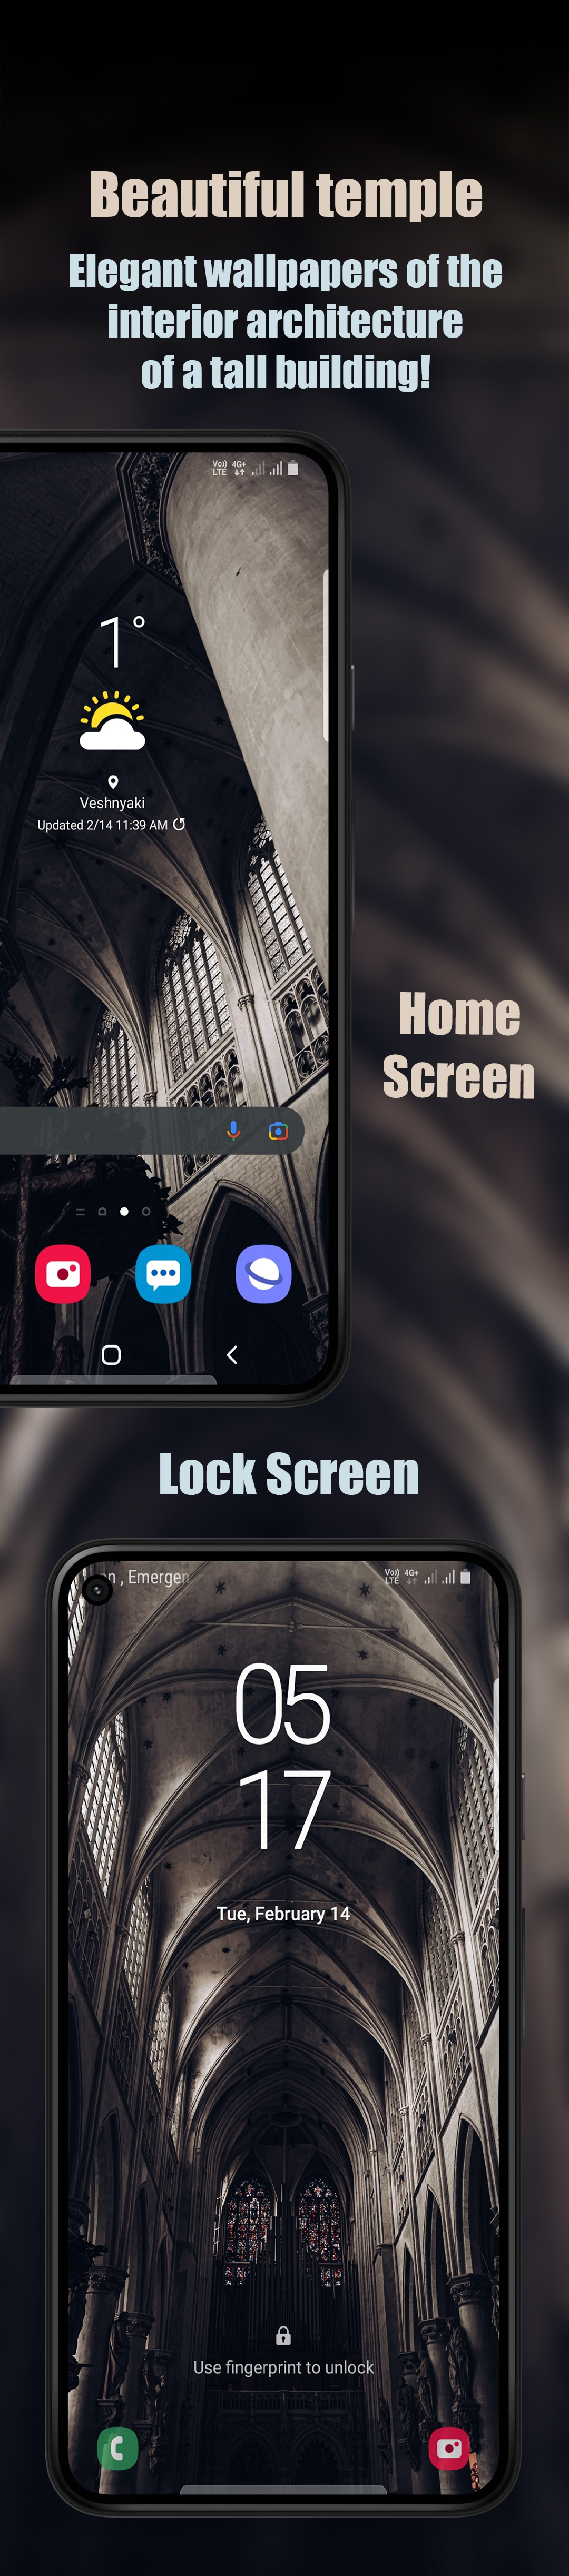 Beautiful temple
Elegant wallpapers of the
interior architecture
of a tall building!
Vo)) 4G+
LTE
1°
Veshnyaki
Updated 2/14 11:39 AM
Home
Screen
Lock Screen
on , Emergen
Vo)) 4G+
LTE
05
17
Tue, February 14
Use fingerprint to unlock